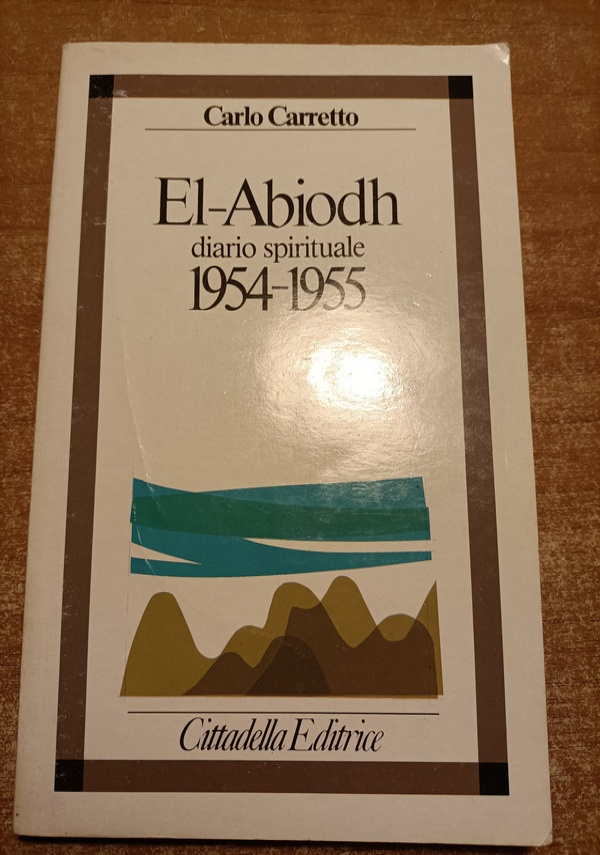 Carlo Carretto
El-Abiodh
diario spirituale
1954-1955
Cittadella Editrice